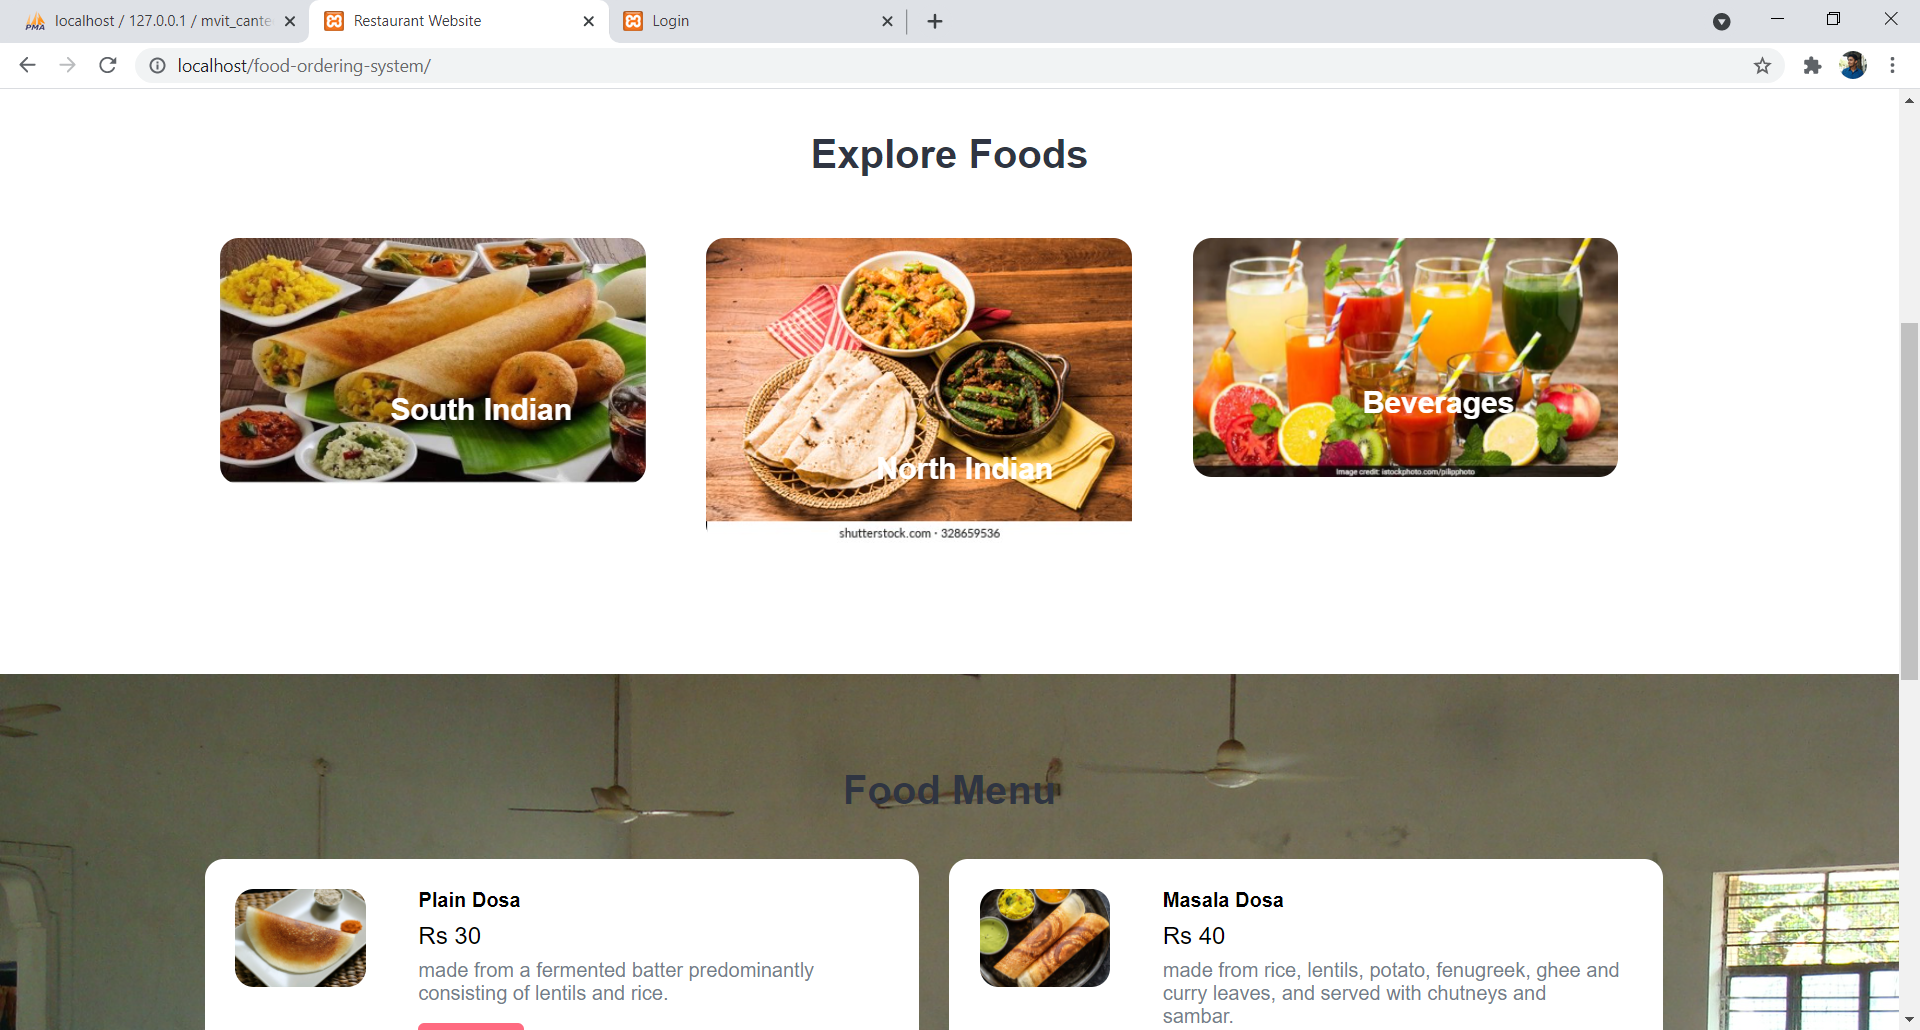 localhost / 127.0.0.1 / mvit_cante
Restaurant Website
Login
localhost/food-ordering-system/
Explore Foods
South Indian
North Indian
Beverages
Image credit: istockphoto.com/pilipphoto
shutterstock.com · 328659536
Food Menu
Plain Dosa
Rs 30
made from a fermented batter predominantly
consisting of lentils and rice.
Masala Dosa
Rs 40
made from rice, lentils, potato, fenugreek, ghee and
curry leaves, and served with chutneys and
sambar.